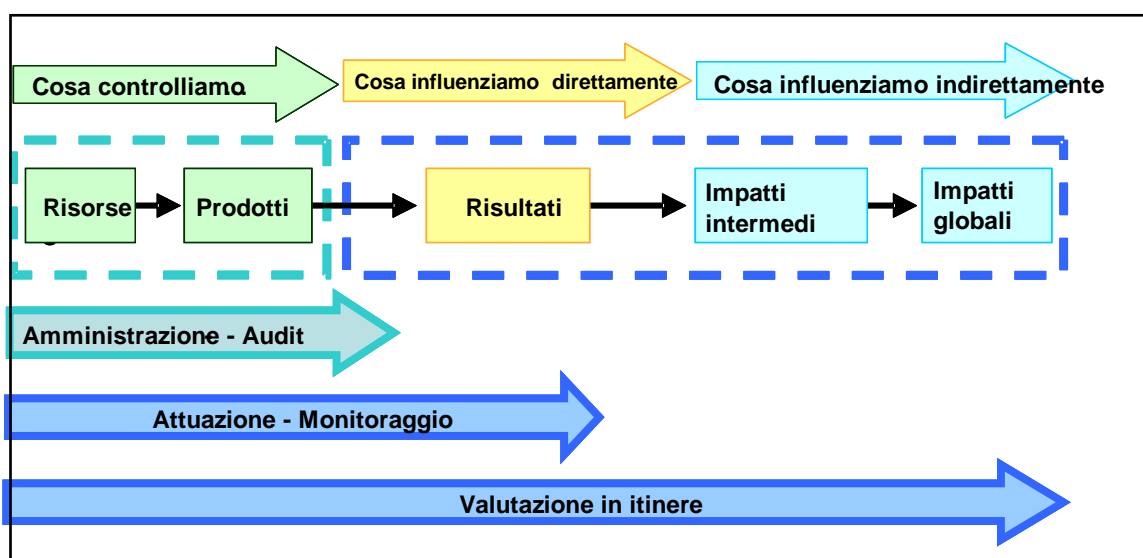 Cosa controlliamo.
Cosa influenziamo direttamente
Cosa influenziamo indirettamente
Risorse
Prodotti
Risultati
Impatti
intermedi
Impatti
globali
Amministrazione - Audit
Attuazione - Monitoraggio
Valutazione in itinere